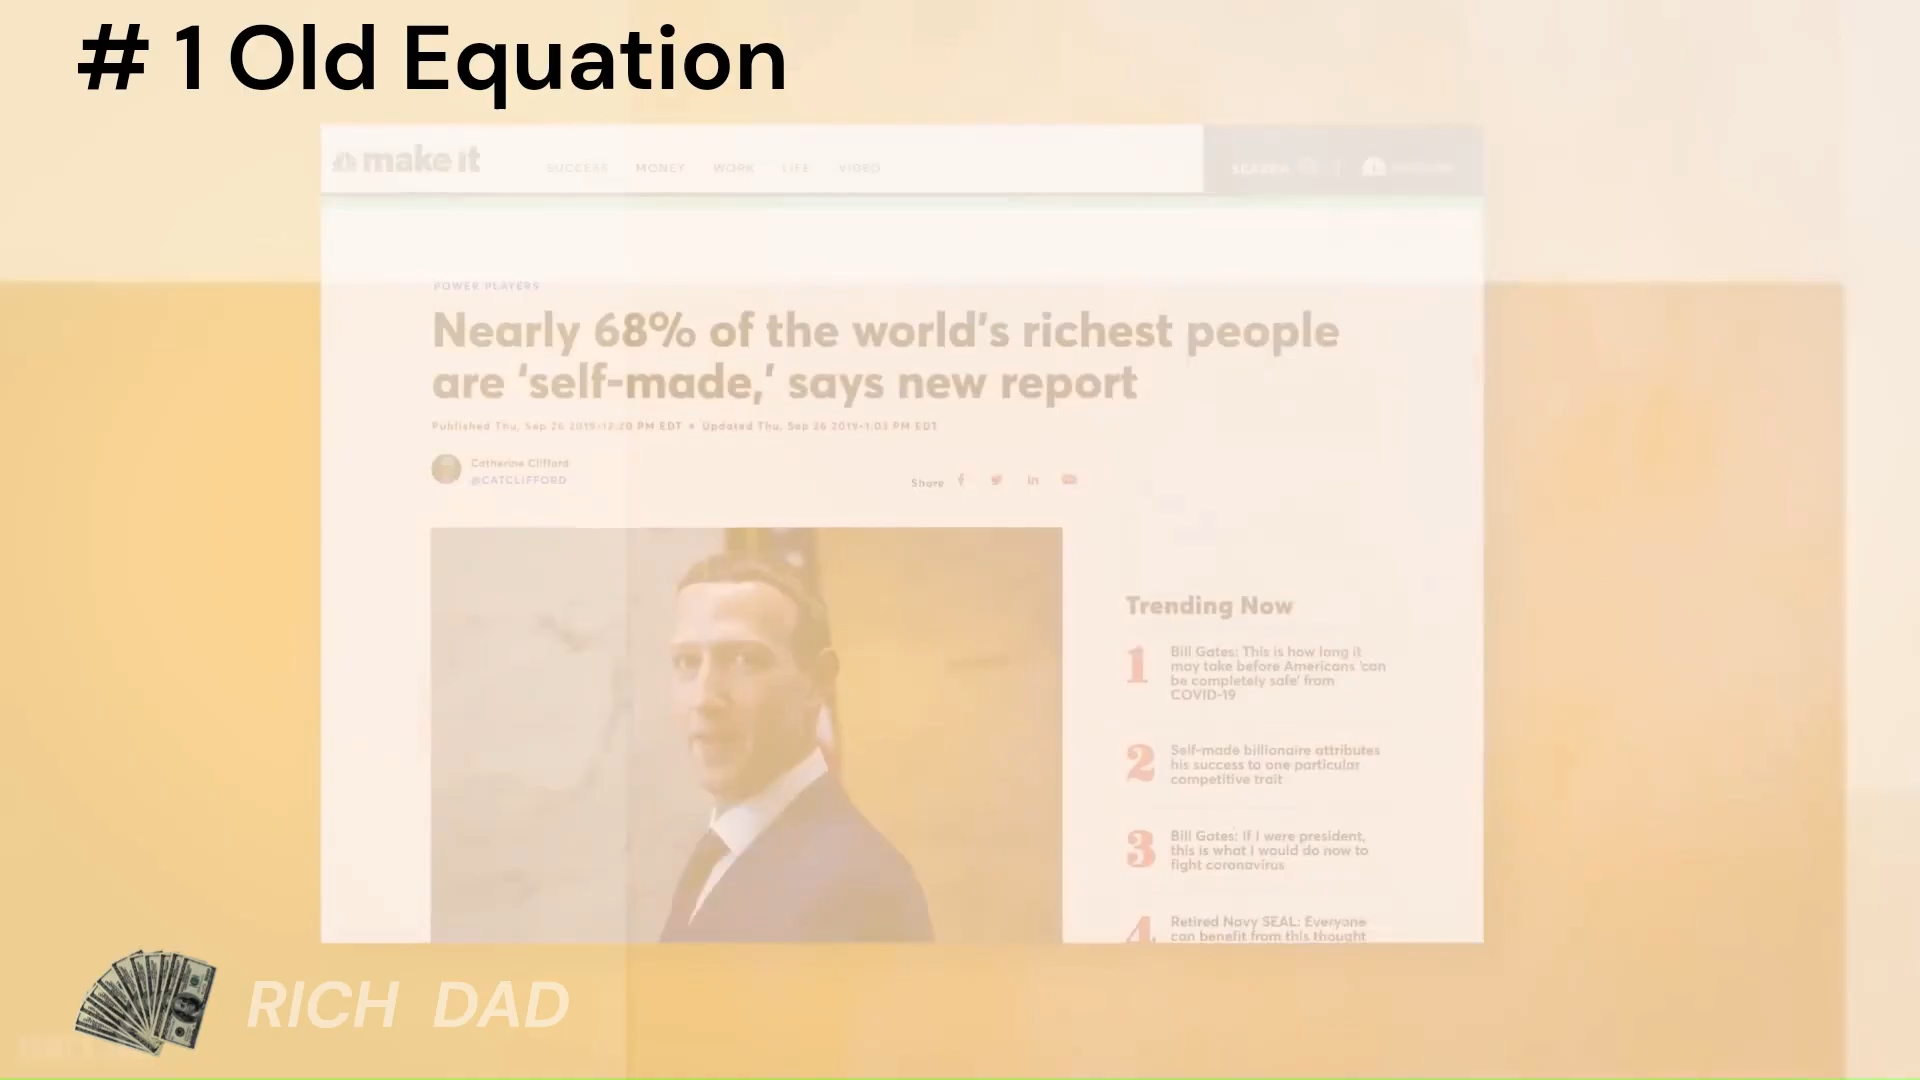 # 1 Old Equation
make it
SUCCESS MONEY WORK LIFE VIDEO
SEARCH
POWER PLAYERS
Nearly 68% of the world's richest people
are 'self-made,' says new report
Published Thu, Sep 26 2019•12:20 PM EDT • Updated Thu, Sep 26 2019•1:03 PM EDT
Catherine Clifford
@CATCLIFFORD
Share
Trending Now
1 Bill Gates: This is how long it
may take before Americans 'can
be completely safe' from
COVID-19
2 Self-made billionaire attributes
his success to one particular
competitive trait
3 Bill Gates: If I were president,
this is what I would do now to
fight coronavirus
4 Retired Navy SEAL: Everyone
can benefit from this thought
RICH DAD